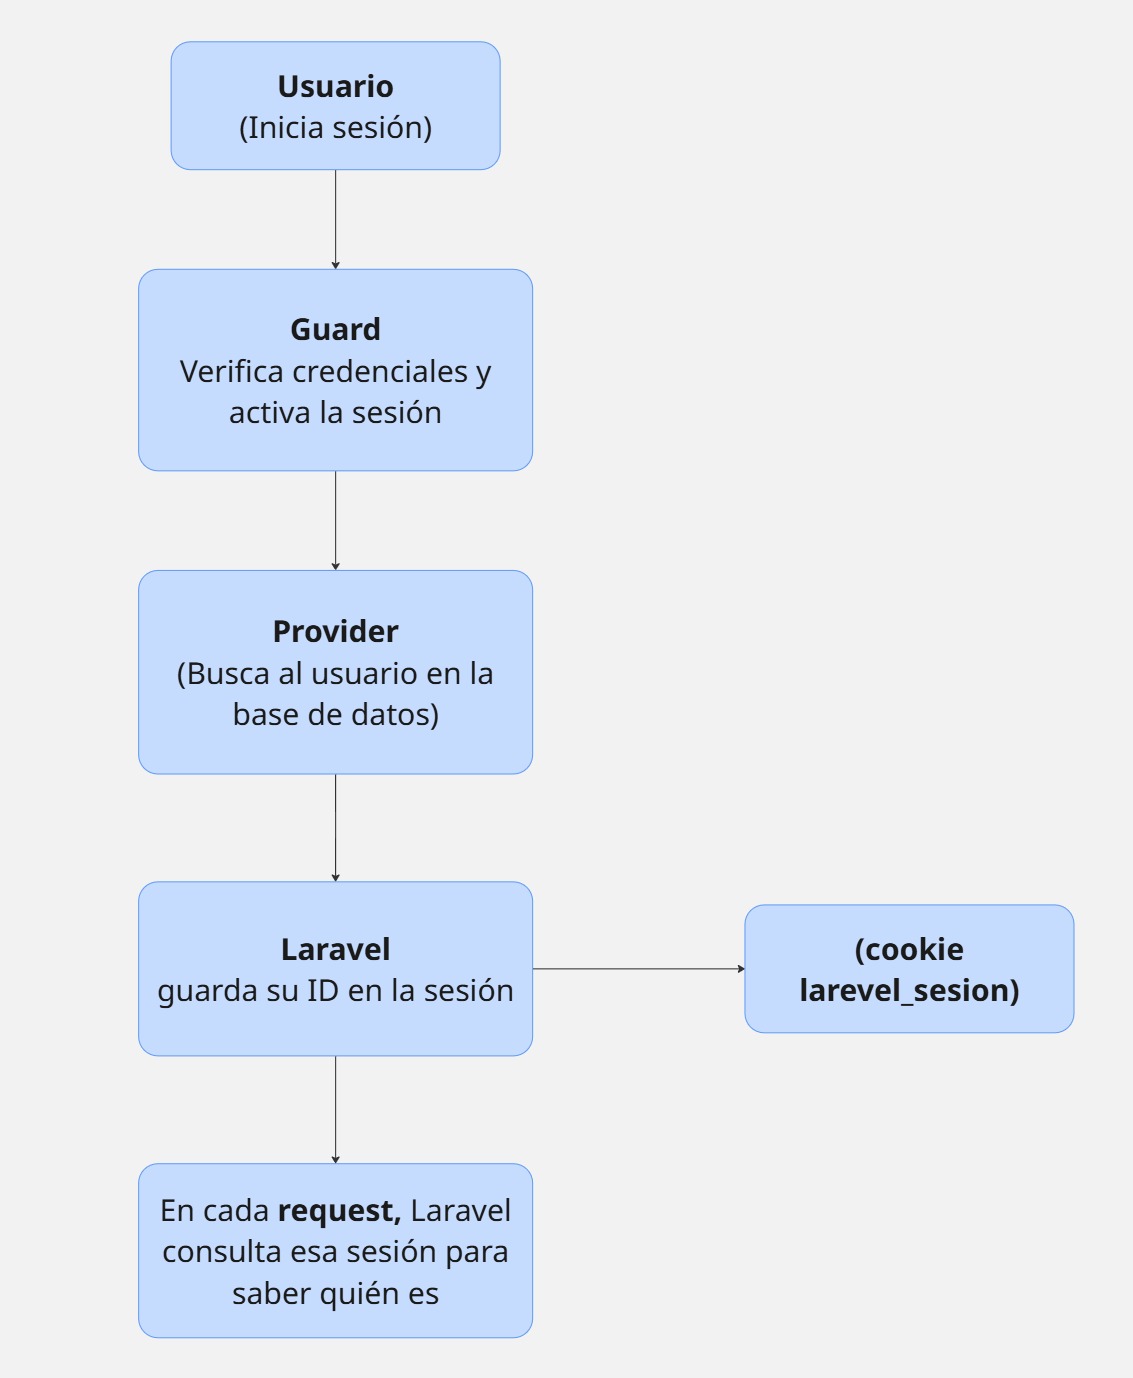 Usuario
(Inicia sesión)
Guard
Verifica credenciales y
activa la sesión
Provider
(Busca al usuario en la
base de datos)
Laravel
guarda su ID en la sesión
(cookie
larevel_sesion)
En cada request, Laravel
consulta esa sesión para
saber quién es